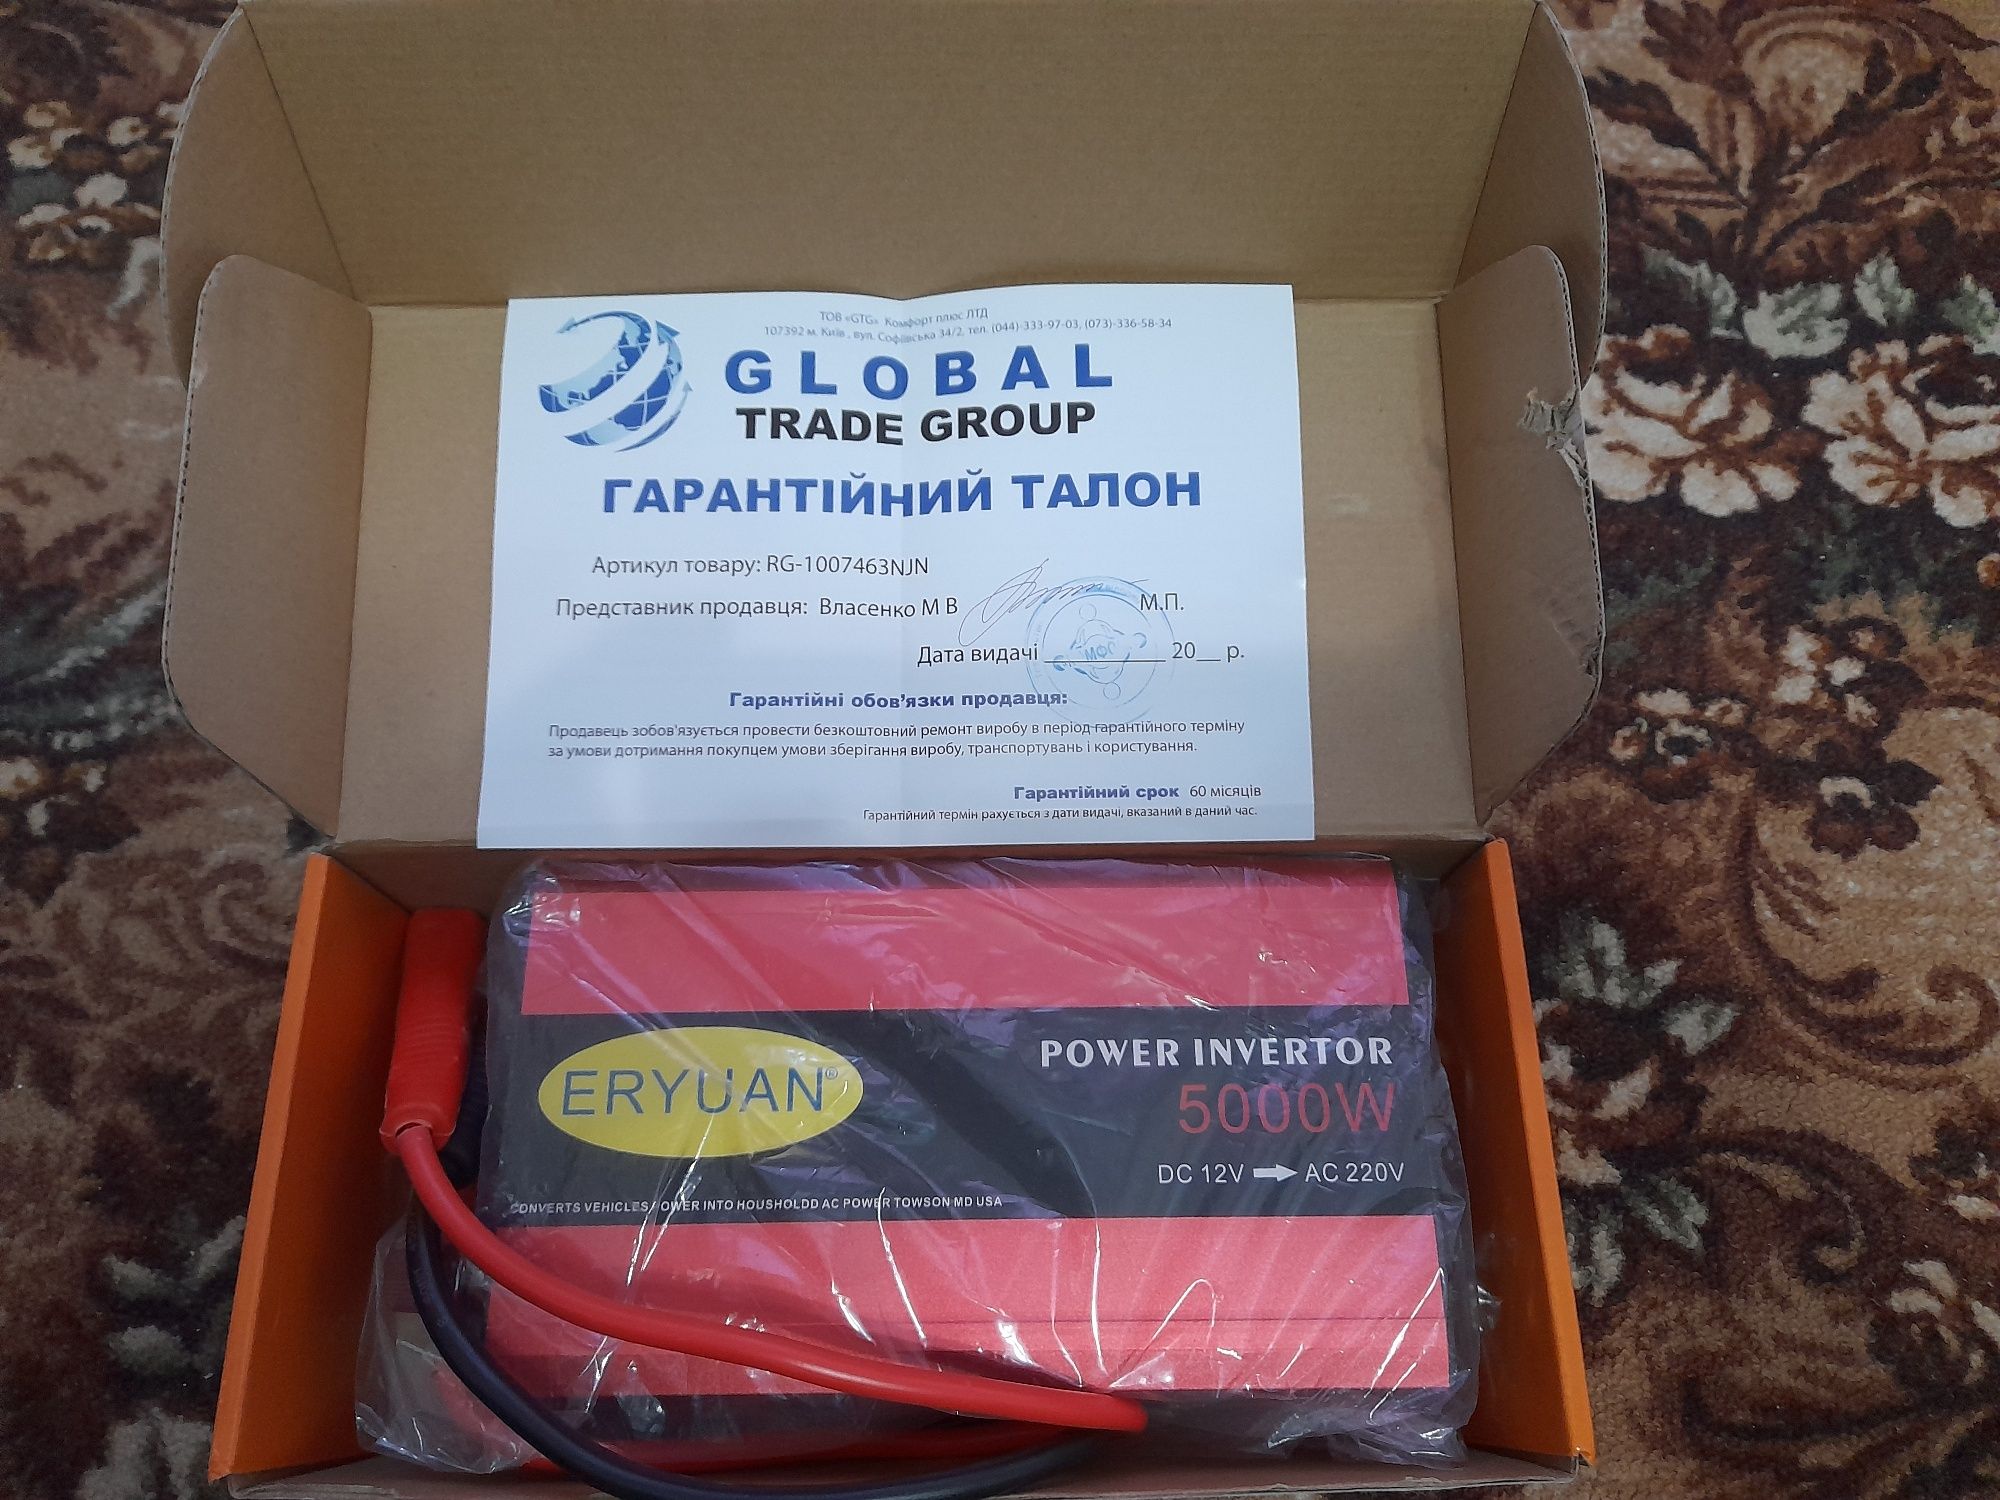 ТОВ «GTG» Комфорт плюс ЛТД
107392 м. Київ , вул. Софіївська 34/2, тел. (044)-333-97-03, (073)-336-58-34
GLOBAL
TRADE GROUP
ГАРАНТІЙНИЙ ТАЛОН
Артикул товару: RG-1007463NJN
Представник продавця: Власенко М В М.П.
Дата видачі ___________ 20__ р.
Гарантійні обов'язки продавця:
Продавець зобов'язується провести безкоштовний ремонт виробу в період гарантійного терміну
за умови дотримання покупцем умови зберігання виробу, транспортувань і користування.
Гарантійний срок 60 місяців
Гарантійний термін рахується з дати видачі, вказаний в даний час.
ERYUAN®
POWER INVERTOR
5000W
DC 12V → AC 220V
CONVERTS VEHICLES POWER INTO HOUSHOLDD AC POWER TOWSON MD USA